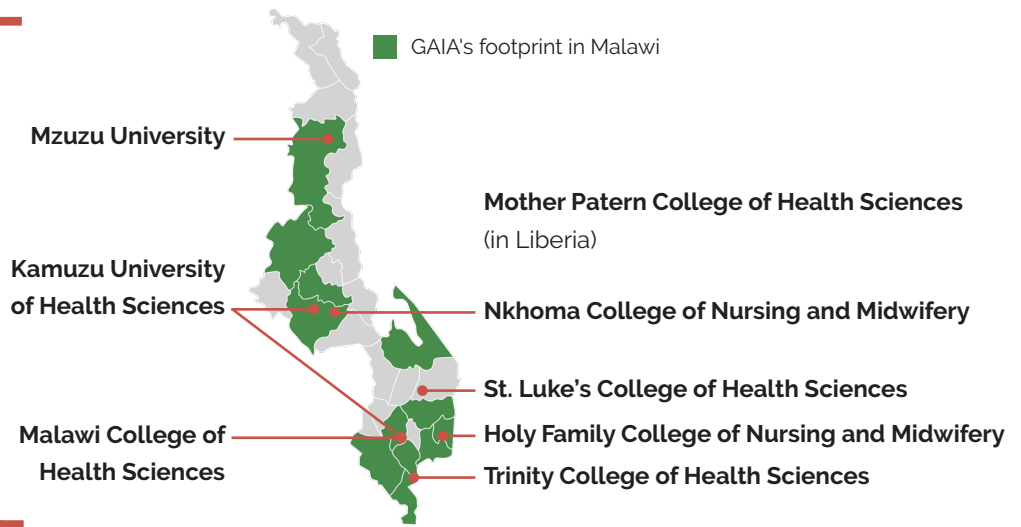 GAIA's footprint in Malawi
Mzuzu University
Mother Patern College of Health Sciences
(in Liberia)
Kamuzu University
of Health Sciences
Nkhoma College of Nursing and Midwifery
St. Luke’s College of Health Sciences
Malawi College of
Health Sciences
Holy Family College of Nursing and Midwifery
Trinity College of Health Sciences